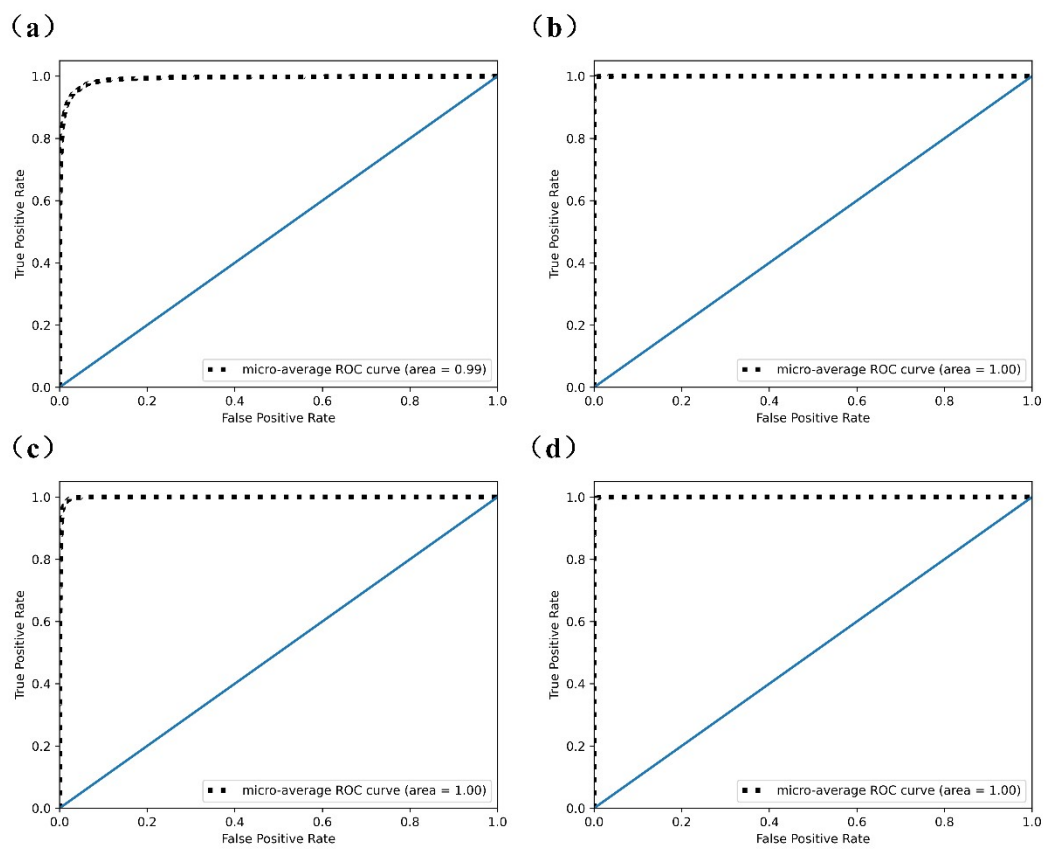 （a）
1.0
0.8
0.6
0.4
0.2
0.0
True Positive Rate
micro-average ROC curve (area = 0.99)
0.0 0.2 0.4 0.6 0.8 1.0
False Positive Rate
（b）
1.0
0.8
0.6
0.4
0.2
0.0
True Positive Rate
micro-average ROC curve (area = 1.00)
0.0 0.2 0.4 0.6 0.8 1.0
False Positive Rate
（c）
1.0
0.8
0.6
0.4
0.2
0.0
True Positive Rate
micro-average ROC curve (area = 1.00)
0.0 0.2 0.4 0.6 0.8 1.0
False Positive Rate
（d）
1.0
0.8
0.6
0.4
0.2
0.0
True Positive Rate
micro-average ROC curve (area = 1.00)
0.0 0.2 0.4 0.6 0.8 1.0
False Positive Rate